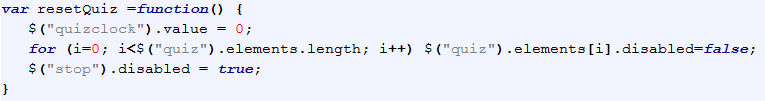 var resetQuiz =function() {
   $("quizclock").value = 0;
   for (i=0; i<$("quiz").elements.length; i++) $("quiz").elements[i].disabled=false;
   $("stop").disabled = true;
}